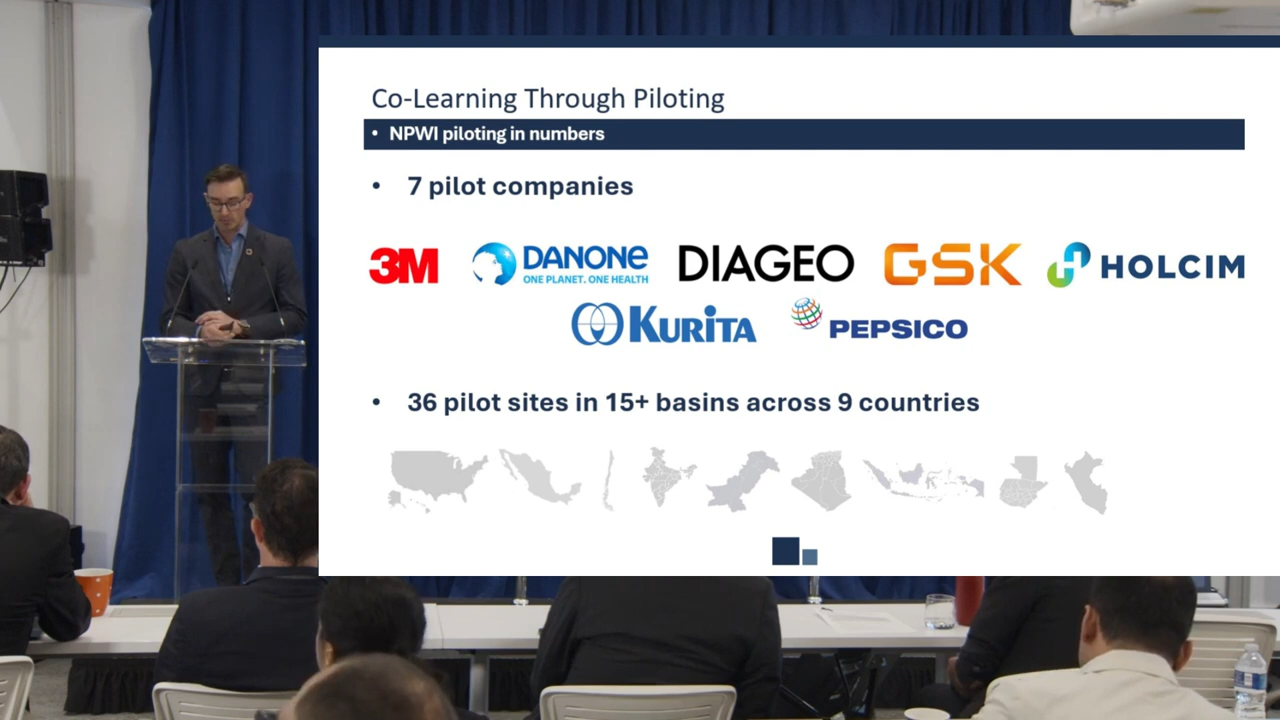 Co-Learning Through Piloting
• NPWI piloting in numbers
• 7 pilot companies
3M DANONE DIAGEO GSK HOLCIM
ONE PLANET. ONE HEALTH
KURITA PEPSICO
• 36 pilot sites in 15+ basins across 9 countries